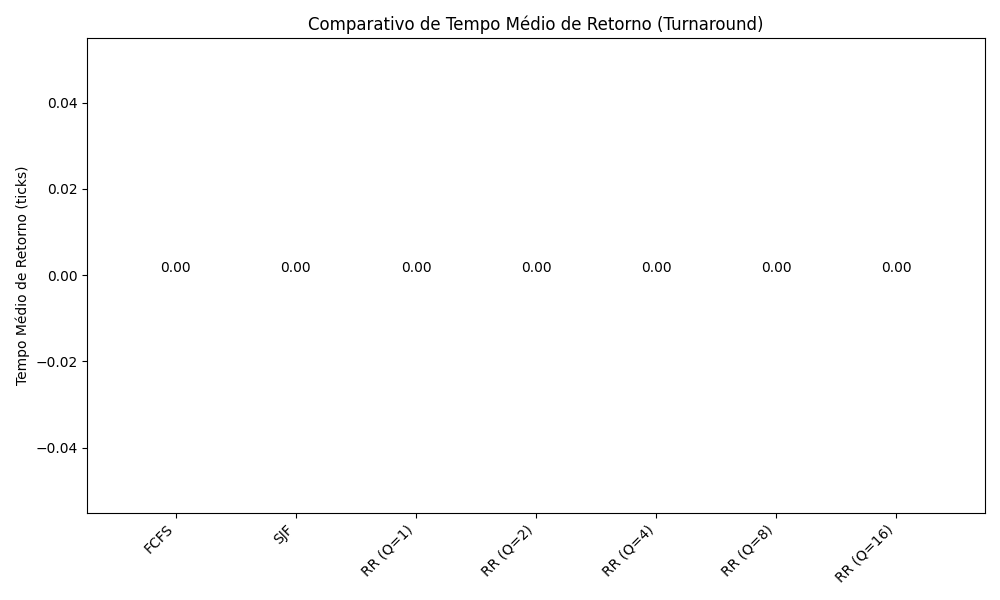 Comparativo de Tempo Médio de Retorno (Turnaround)
Tempo Médio de Retorno (ticks)
0.04
0.02
0.00
−0.02
−0.04
0.00 0.00 0.00 0.00 0.00 0.00 0.00
FCFS SJF RR (Q=1) RR (Q=2) RR (Q=4) RR (Q=8) RR (Q=16)